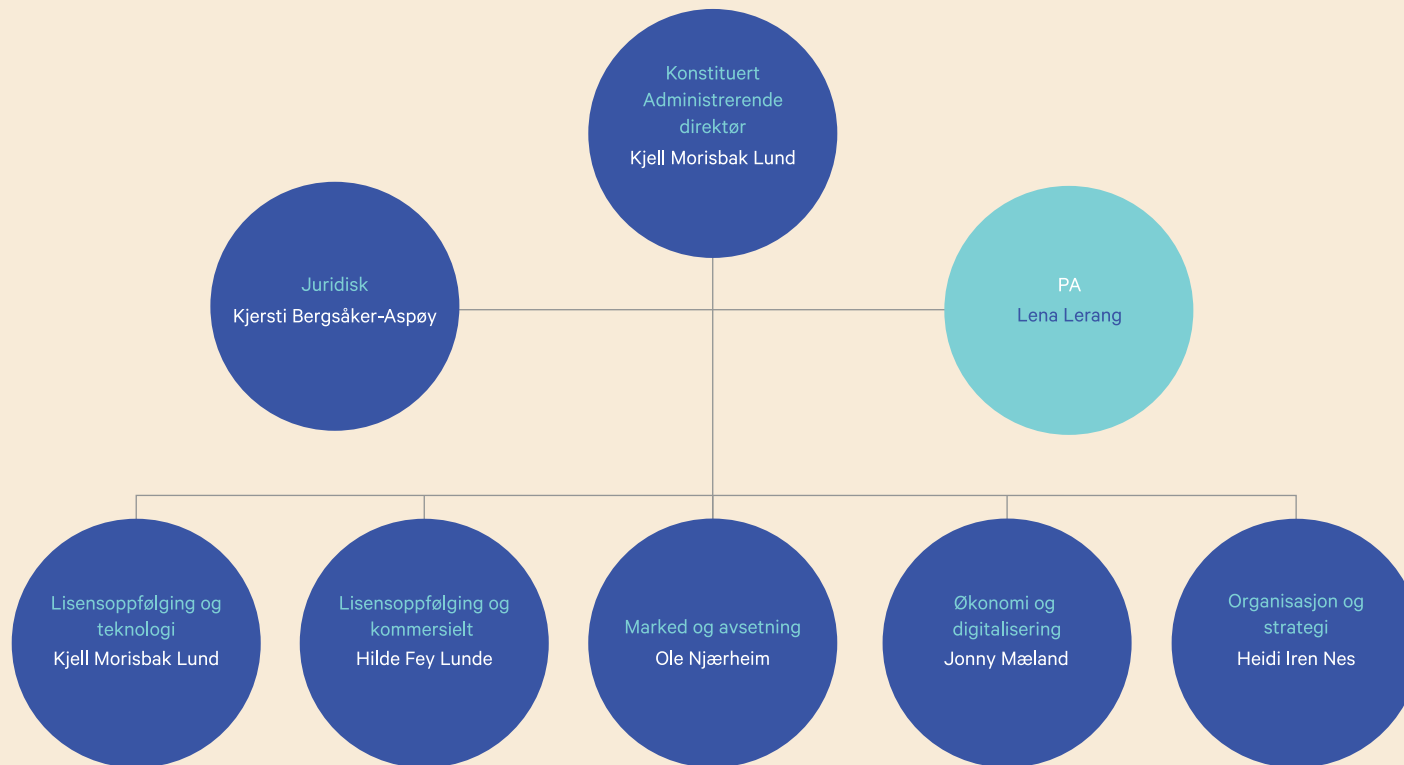 Konstituert
Administrerende
direktør
Kjell Morisbak Lund
Juridisk
Kjersti Bergsåker-Aspøy
PA
Lena Lerang
Lisensoppfølging og
teknologi
Kjell Morisbak Lund
Lisensoppfølging og
kommersielt
Hilde Fey Lunde
Marked og avsetning
Ole Njærheim
Økonomi og
digitalisering
Jonny Mæland
Organisasjon og
strategi
Heidi Iren Nes